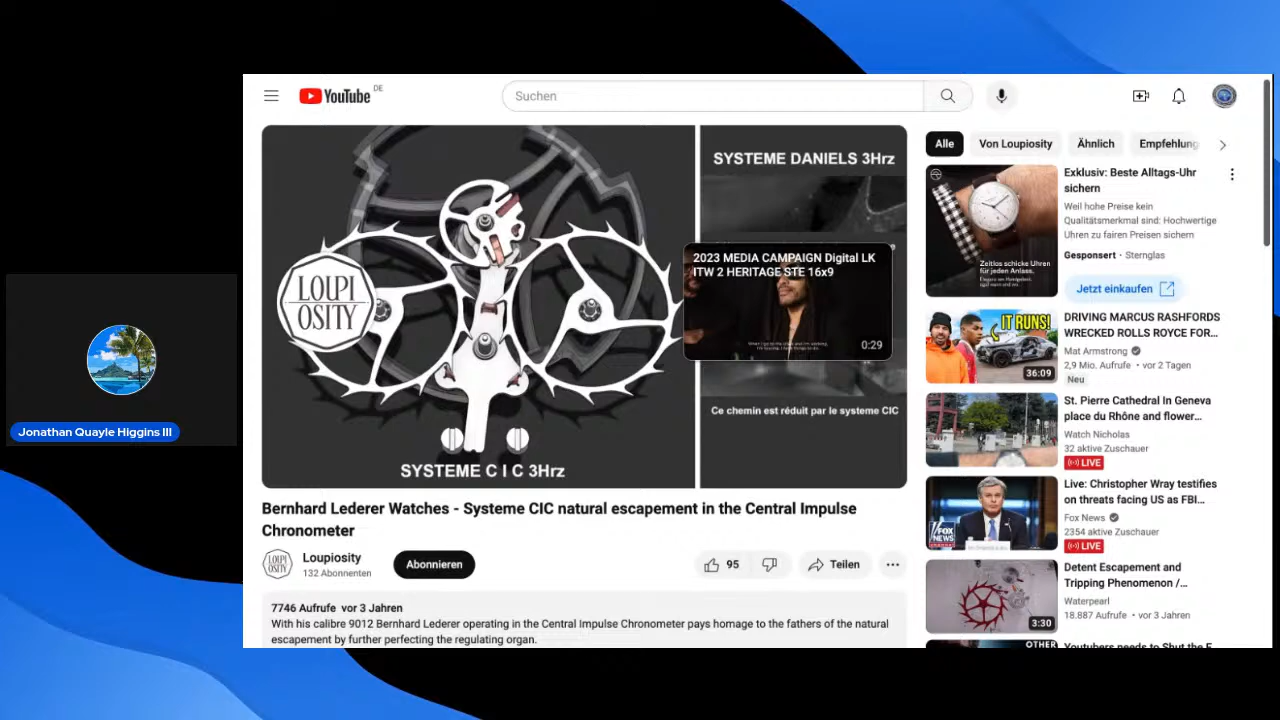 YouTube DE
Suchen
LOUPI
OSITY
SYSTEME C I C 3Hrz
SYSTEME DANIELS 3Hrz
2023 MEDIA CAMPAIGN Digital LK
ITW 2 HERITAGE STE 16x9
0:29
Ce chemin est réduit par le systeme CIC
Bernhard Lederer Watches - Systeme CIC natural escapement in the Central Impulse
Chronometer
Loupiosity
132 Abonnenten
Abonnieren
95
Teilen
7746 Aufrufe vor 3 Jahren
With his calibre 9012 Bernhard Lederer operating in the Central Impulse Chronometer pays homage to the fathers of the natural
escapement by further perfecting the regulating organ.
Alle
Von Loupiosity
Ähnlich
Empfehlung
Zeitlos schicke Uhren
für jeden Anlass.
Exklusiv: Beste Alltags-Uhr
sichern
Weil hohe Preise kein
Qualitätsmerkmal sind: Hochwertige
Uhren zu fairen Preisen sichern
Gesponsert · Sternglas
Jetzt einkaufen
IT RUNS!
36:09
DRIVING MARCUS RASHFORDS
WRECKED ROLLS ROYCE FOR...
Mat Armstrong
2,9 Mio. Aufrufe · vor 2 Tagen
Neu
St. Pierre Cathedral In Geneva
place du Rhône and flower...
Watch Nicholas
32 aktive Zuschauer
LIVE
FOX
NEWS
Live: Christopher Wray testifies
on threats facing US as FBI...
Fox News
2354 aktive Zuschauer
LIVE
3:30
Detent Escapement and
Tripping Phenomenon /...
Waterpearl
18.887 Aufrufe · vor 3 Jahren
OTHER
Youtubers needs to Shut the F
Jonathan Quayle Higgins III